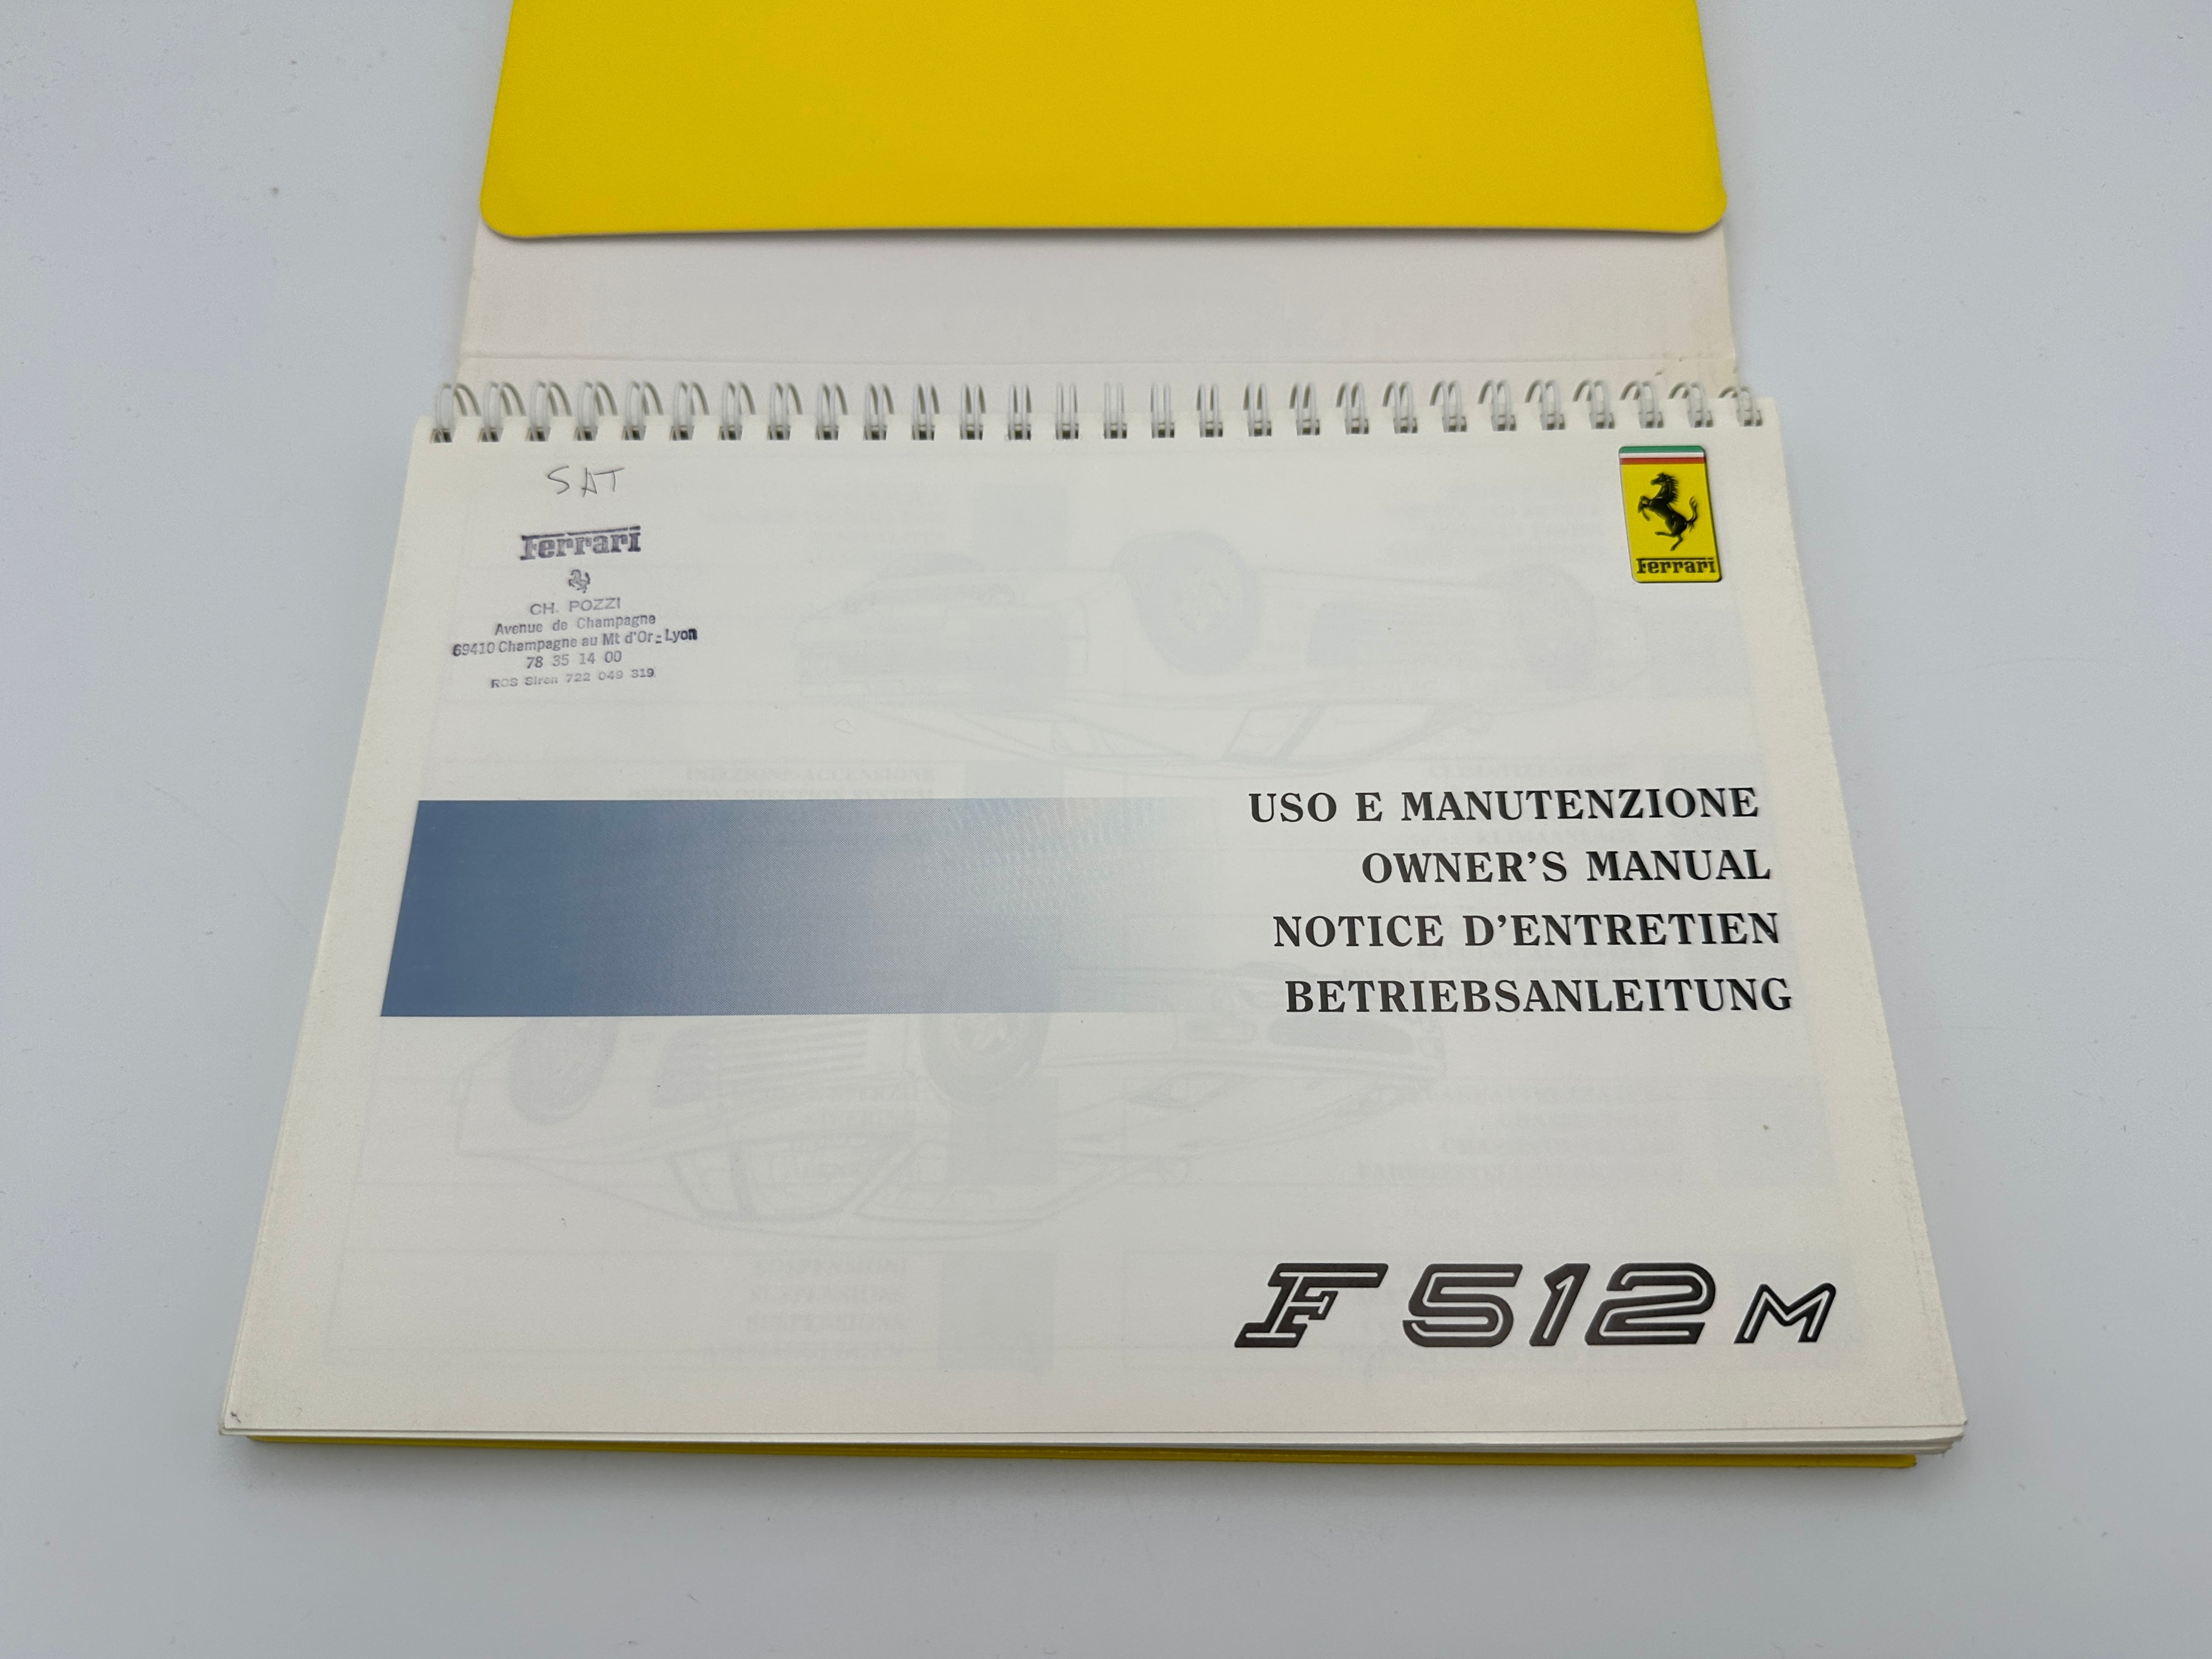 SAT
Ferrari
CH. POZZI
Avenue de Champagne
69410 Champagne au Mt d'Or - Lyon
78 35 14 00
RCS Siren 722 049 319
Ferrari
USO E MANUTENZIONE
OWNER'S MANUAL
NOTICE D'ENTRETIEN
BETRIEBSANLEITUNG
F 512 M